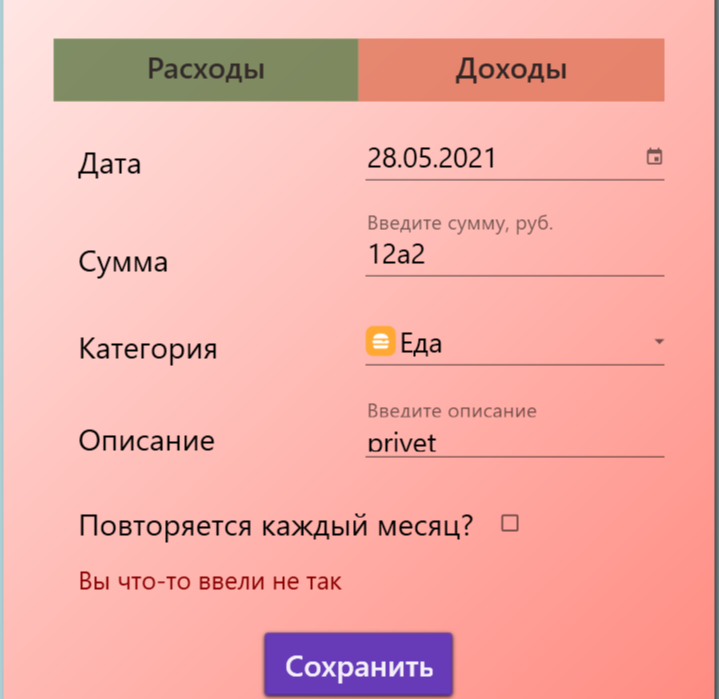 Расходы Доходы
Дата 28.05.2021
Введите сумму, руб.
Сумма 12a2
Категория Еда
Введите описание
Описание privet
Повторяется каждый месяц?
Вы что-то ввели не так
Сохранить